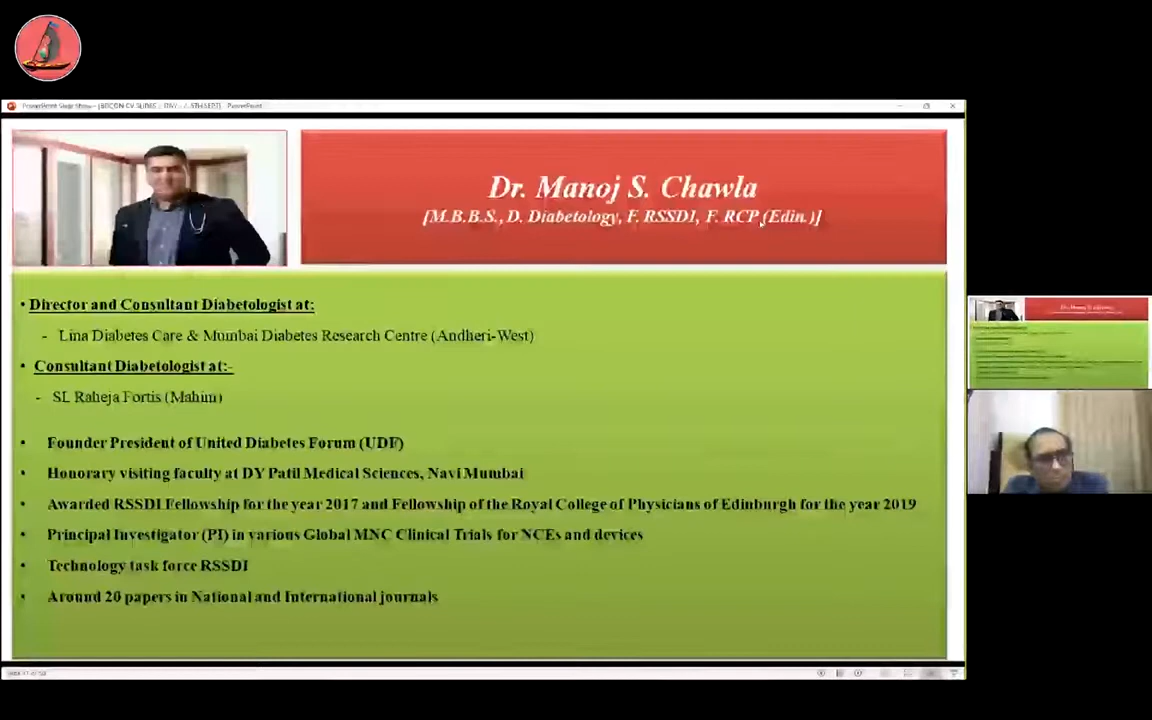 Dr. Manoj S. Chawla
[M.B.B.S., D. Diabetology, F. RSSDI, F. RCP (Edin.)]
• Director and Consultant Diabetologist at:
- Lina Diabetes Care & Mumbai Diabetes Research Centre (Andheri-West)
• Consultant Diabetologist at:-
- SL Raheja Fortis (Mahim)
• Founder President of United Diabetes Forum (UDF)
• Honorary visiting faculty at DY Patil Medical Sciences, Navi Mumbai
• Awarded RSSDI Fellowship for the year 2017 and Fellowship of the Royal College of Physicians of Edinburgh for the year 2019
• Principal Investigator (PI) in various Global MNC Clinical Trials for NCEs and devices
• Technology task force RSSDI
• Around 20 papers in National and International journals